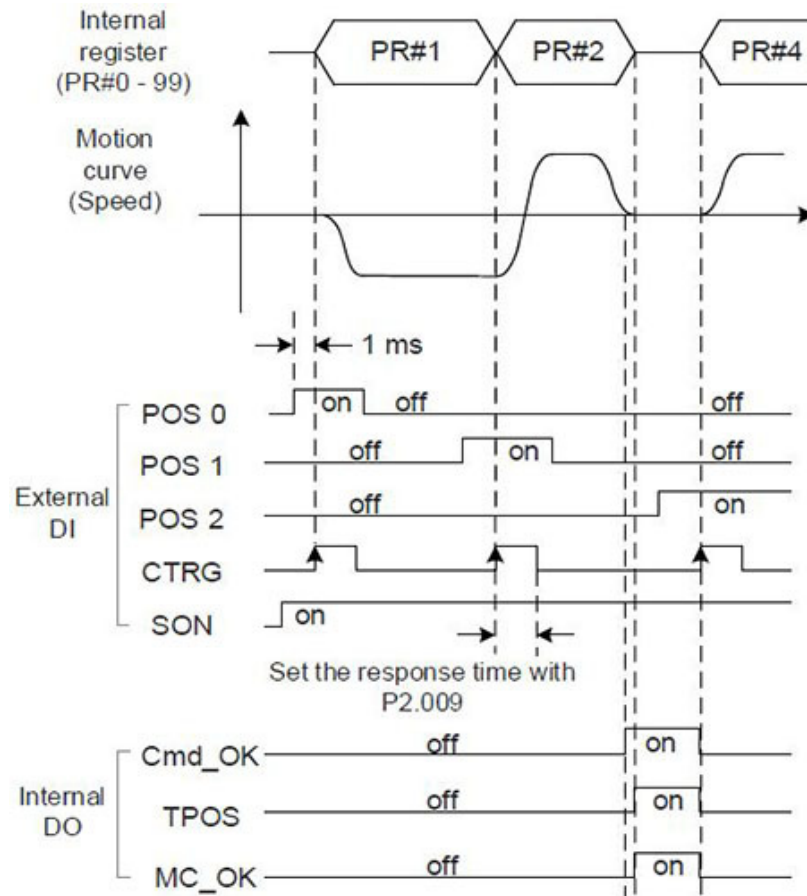 Internal
register
(PR#0 - 99)
PR#1
PR#2
PR#4
Motion
curve
(Speed)
1 ms
External
DI
POS 0
on
off
off
POS 1
off
on
off
POS 2
off
on
CTRG
SON
on
Set the response time with
P2.009
Internal
DO
Cmd_OK
off
on
TPOS
off
on
MC_OK
off
on